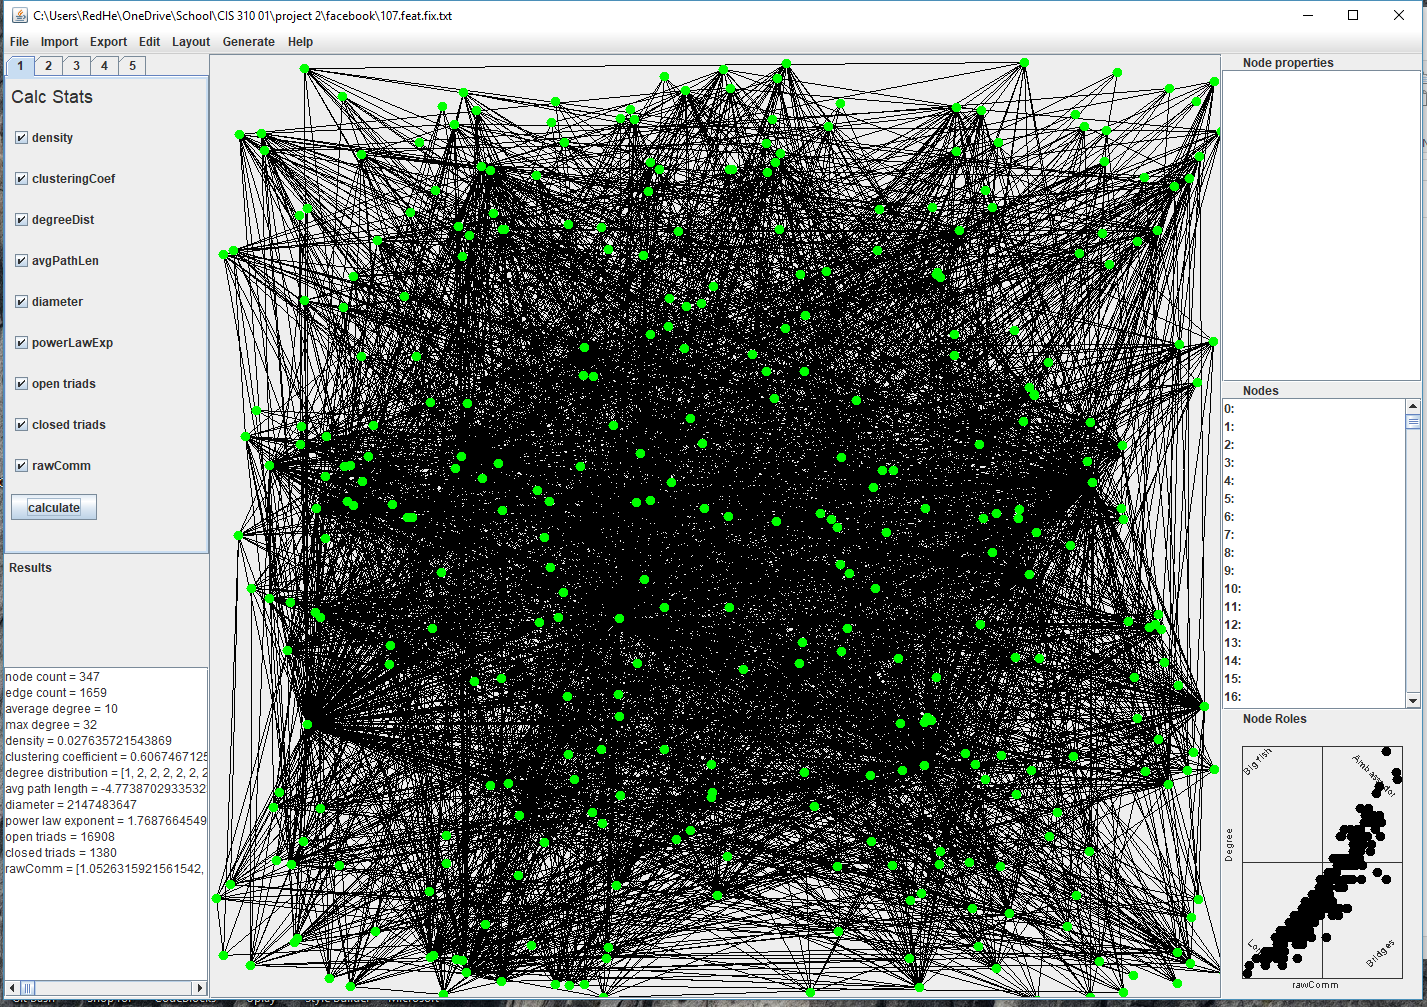 C:\Users\RedHe\OneDrive\School\CIS 310 01\project 2\facebook\107.feat.fix.txt
File Import Export Edit Layout Generate Help
1 2 3 4 5
Calc Stats
density
clusteringCoef
degreeDist
avgPathLen
diameter
powerLawExp
open triads
closed triads
rawComm
calculate
Results
node count = 347
edge count = 1659
average degree = 10
max degree = 32
density = 0.027635721543869
clustering coefficient = 0.6067467125
degree distribution = [1, 2, 2, 2, 2, 2, 2
avg path length = -4.7738702933532
diameter = 2147483647
power law exponent = 1.7687664549
open triads = 16908
closed triads = 1380
rawComm = [1.0526315921561542,
Node properties
Nodes
0:
1:
2:
3:
4:
5:
6:
7:
8:
9:
10:
11:
12:
13:
14:
15:
16:
Node Roles
Big fish
Ambassador
Degree
Bridges
rawComm